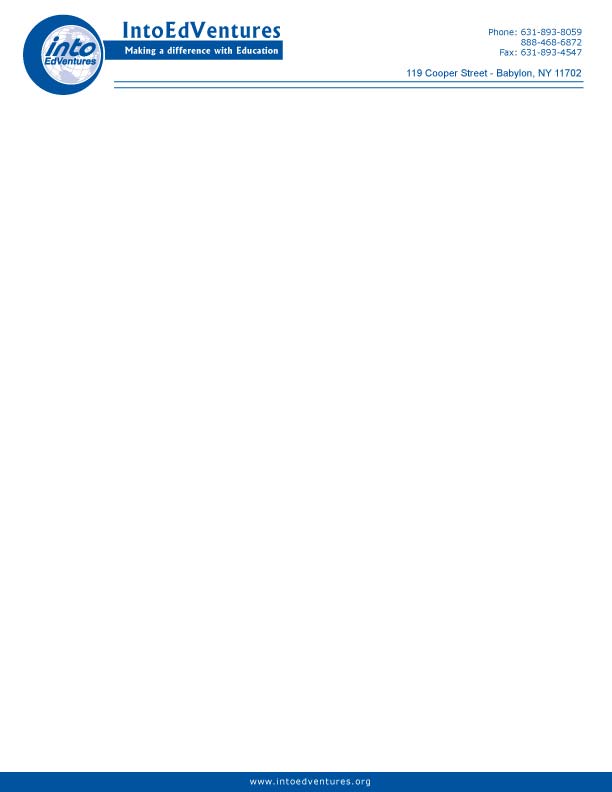 into
EdVentures
IntoEdVentures
Making a difference with Education
Phone: 631-893-8059
888-468-6872
Fax: 631-893-4547
119 Cooper Street - Babylon, NY 11702
www.intoedventures.org